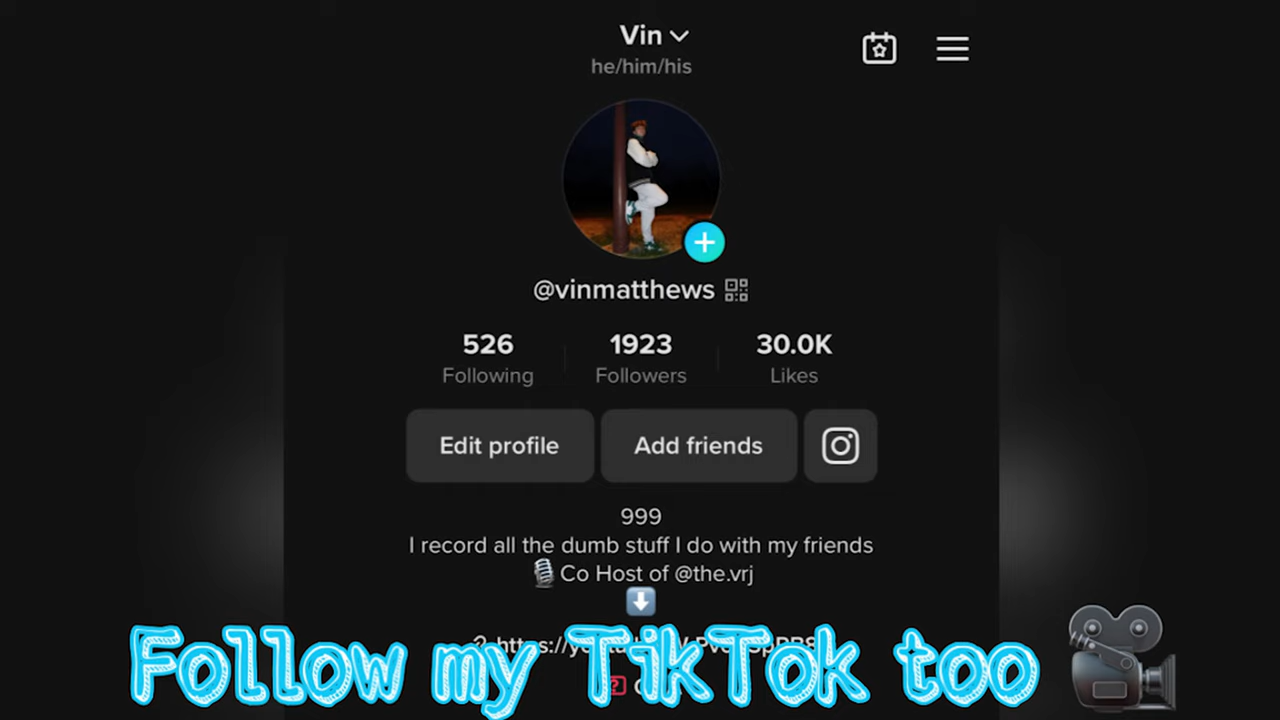 Vin
he/him/his
@vinmatthews
526 1923 30.0K
Following Followers Likes
Edit profile Add friends
999
I record all the dumb stuff I do with my friends
Co Host of @the.vrj
Follow my TikTok too